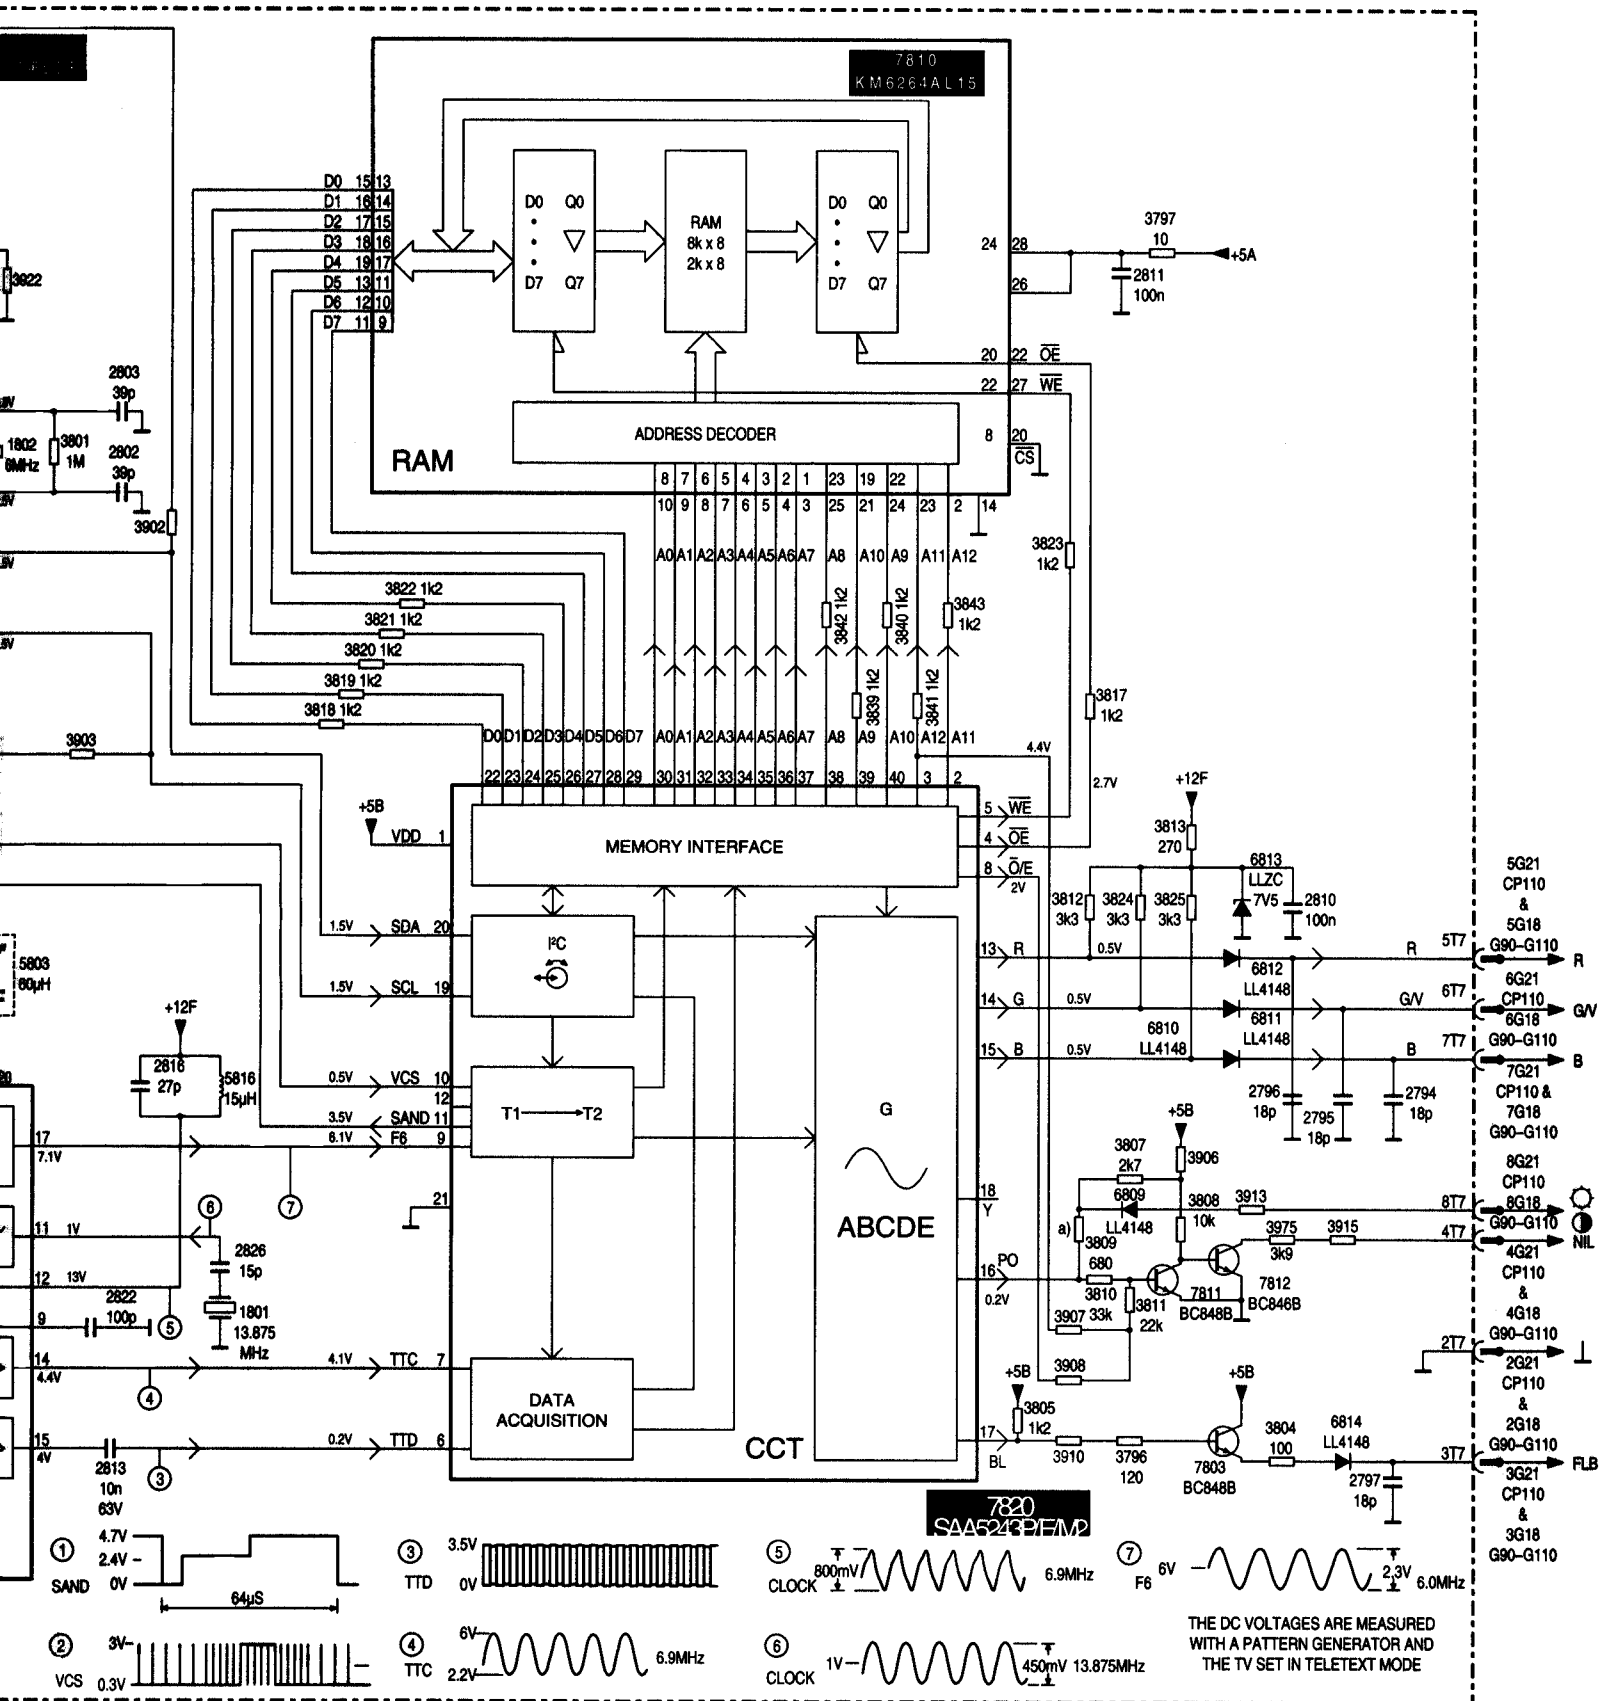 7810
KM6264AL15
D0 15 13
D1 16 14
D2 17 15
D3 18 16
D4 19 17
D5 13 11
D6 12 10
D7 11 9
D0 Q0
D7 Q7
RAM
8k x 8
2k x 8
D0 Q0
D7 Q7
24 28
26
3797
10
+5A
2811
100n
20 22 OE
22 27 WE
8 20
CS
ADDRESS DECODER
RAM
3922
2803
39p
1802
6MHz
3801
1M
2802
39p
3902
8 7 6 5 4 3 2 1 23 19 22
10 9 8 7 6 5 4 3 25 21 24 23 2 14
A0 A1 A2 A3 A4 A5 A6 A7 A8 A10 A9 A11 A12
3823
1k2
3822 1k2
3821 1k2
3820 1k2
3819 1k2
3818 1k2
3842 1k2
3840 1k2
3843
1k2
3839 1k2
3841 1k2
3817
1k2
3903
D0 D1 D2 D3 D4 D5 D6 D7 A0 A1 A2 A3 A4 A5 A6 A7 A8 A9 A10 A12 A11
4.4V
22 23 24 25 26 27 28 29 30 31 32 33 34 35 36 37 38 39 40 3 2
2.7V
+5B
VDD 1
MEMORY INTERFACE
5 WE
4 OE
8 O/E
2V
+12F
3813
270
6813
LLZC
7V5
3812
3k3
3824
3k3
3825
3k3
2810
100n
1.5V SDA 20
I²C
1.5V SCL 19
13 R 0.5V
14 G 0.5V
15 B 0.5V
6812
LL4148
6811
LL4148
6810
LL4148
R 5T7
G/V 6T7
B 7T7
5G21
CP110
&
5G18
G90-G110
R
6G21
CP110
6G18
G90-G110
G/V
B
7G21
CP110 &
7G18
G90-G110
5803
80µH
+12F
2816
27p
5816
15µH
0.5V VCS 10
12
3.5V SAND 11
6.1V F6 9
T1 T2
21
17
7.1V
7
6
11 1V
2826
15p
12 13V
2822
100p
9
5
1801
13.875
MHz
14
4.4V
4
4.1V TTC 7
15
4V
2813
10n
63V
3
0.2V TTD 6
DATA
ACQUISITION
CCT
G
ABCDE
18
Y
16 PO
0.2V
17
BL
2796
18p
2795
18p
2794
18p
+5B
3906
3807
2k7
6809
LL4148
3808
10k
3913
a)
3809
680
3810
33k
3811
22k
7811
BC848B
7812
BC846B
3975
3k9
3915
3907
3908
+5B
3805
1k2
3910
3796
120
+5B
7803
BC848B
3804
100
6814
LL4148
2797
18p
8T7
4T7
2T7
3T7
8G21
CP110
8G18
G90-G110
NIL
4G21
CP110
&
4G18
G90-G110
2G21
CP110
&
2G18
G90-G110
FLB
3G21
CP110
&
3G18
G90-G110
7820
SAA5243P/E/M2
1
SAND
4.7V
2.4V
0V
64µS
2
VCS
3V
0.3V
3
TTD
3.5V
0V
4
TTC
6V
2.2V
6.9MHz
5
CLOCK
800mV
6.9MHz
6
CLOCK
1V
450mV 13.875MHz
7
F6
6V
2,3V
6.0MHz
THE DC VOLTAGES ARE MEASURED
WITH A PATTERN GENERATOR AND
THE TV SET IN TELETEXT MODE